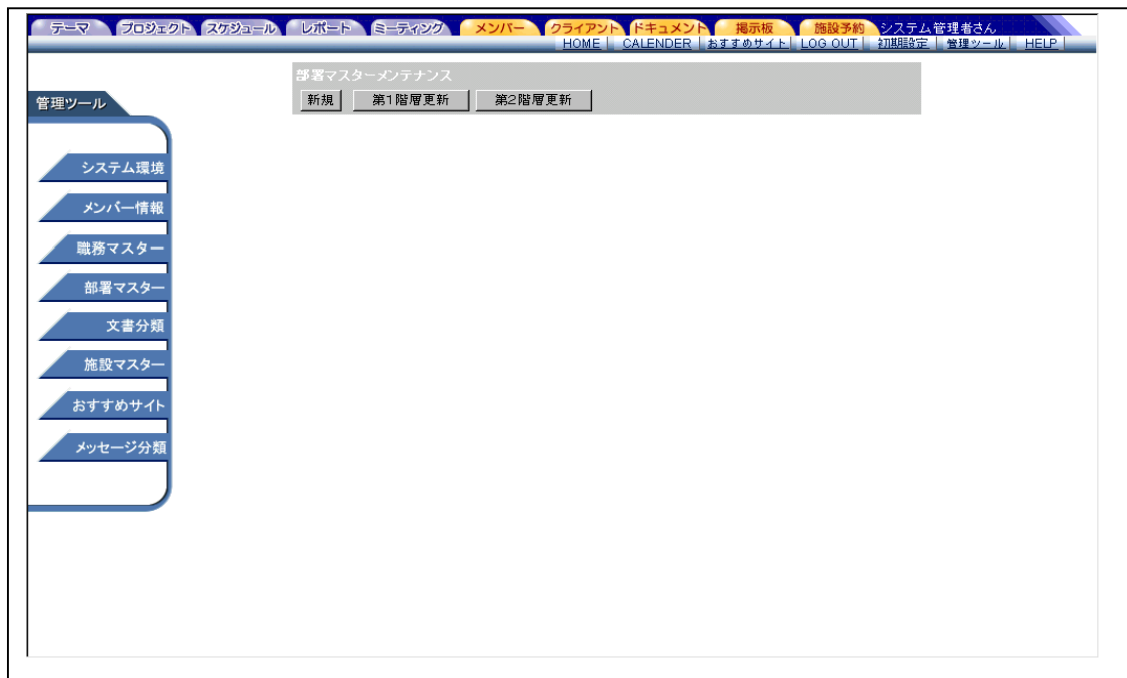 テーマ プロジェクト スケジュール レポート ミーティング メンバー クライアント ドキュメント 掲示板 施設予約 システム管理者さん
HOME | CALENDER | おすすめサイト | LOG OUT | 初期設定 | 管理ツール | HELP |
部署マスターメンテナンス
新規 第1階層更新 第2階層更新
管理ツール
システム環境
メンバー情報
職務マスター
部署マスター
文書分類
施設マスター
おすすめサイト
メッセージ分類